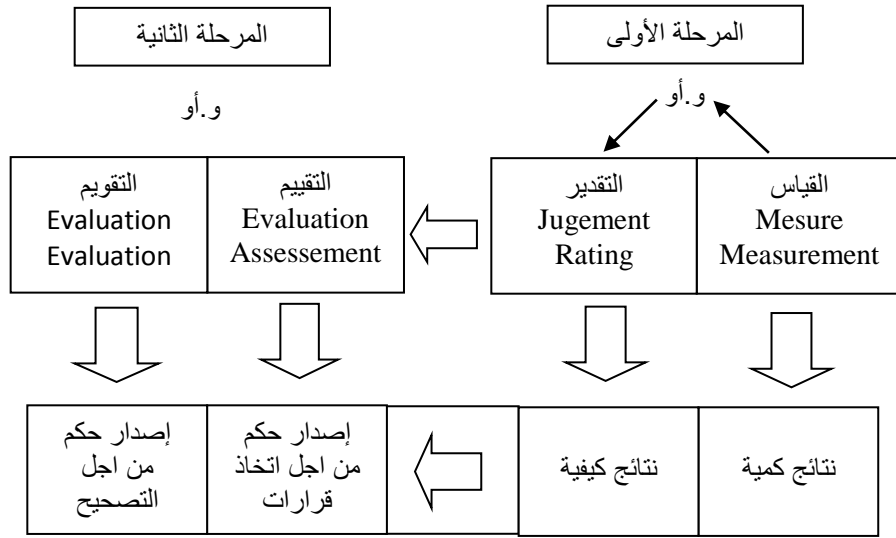 المرحلة الأولى
المرحلة الثانية
و.أو
و.أو
القياس
Mesure
Measurement
التقدير
Jugement
Rating
التقييم
Evaluation
Assessement
التقويم
Evaluation
Evaluation
نتائج كمية
نتائج كيفية
إصدار حكم
من اجل اتخاذ
قرارات
إصدار حكم
من اجل
التصحيح